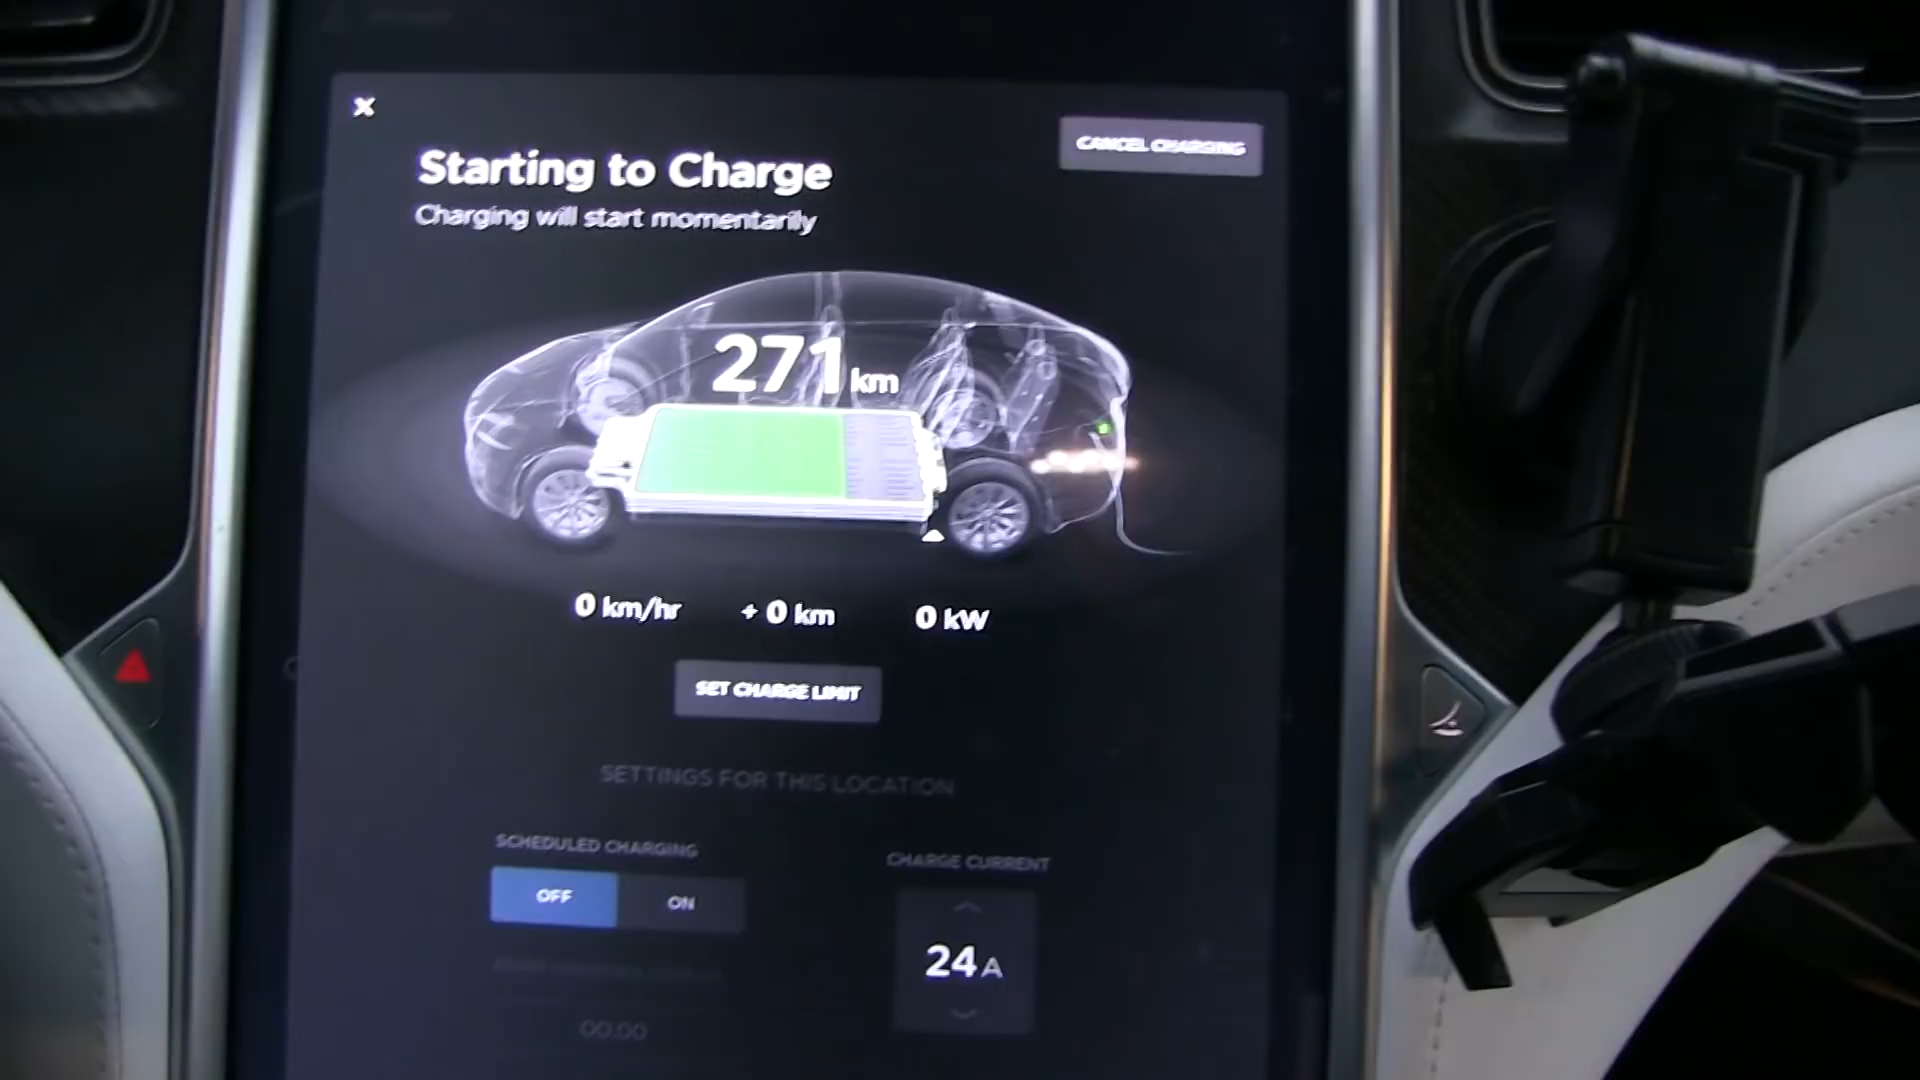 CANCEL CHARGING
Starting to Charge
Charging will start momentarily
271 km
0 km/hr + 0 km 0 kW
SET CHARGE LIMIT
SETTINGS FOR THIS LOCATION
SCHEDULED CHARGING
CHARGE CURRENT
OFF ON
24 A
00.00